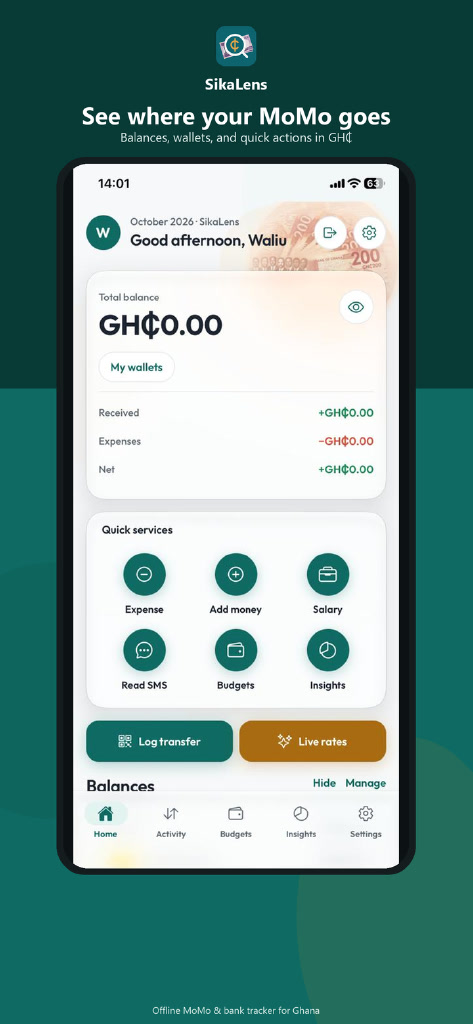 SikaLens
See where your MoMo goes
Balances, wallets, and quick actions in GH₵
14:01
63
W
October 2026 · SikaLens
Good afternoon, Waliu
200
Total balance
GH₵0.00
My wallets
Received +GH₵0.00
Expenses −GH₵0.00
Net +GH₵0.00
Quick services
Expense Add money Salary
Read SMS Budgets Insights
Log transfer Live rates
Balances Hide Manage
Home Activity Budgets Insights Settings
Offline MoMo & bank tracker for Ghana